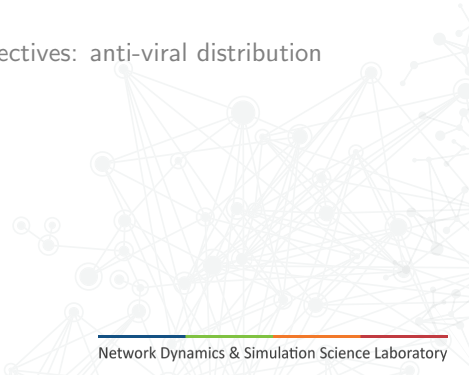 ectives: anti-viral distribution
Network Dynamics & Simulation Science Laboratory